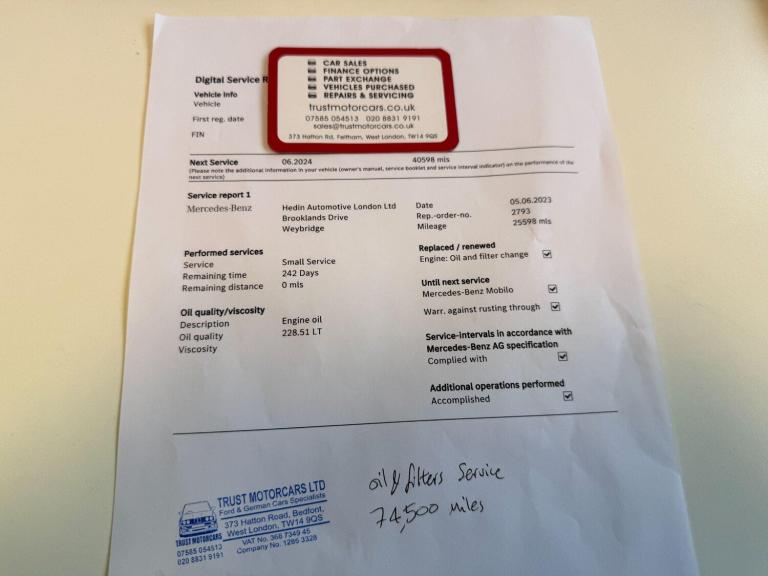 Digital Service R
CAR SALES
FINANCE OPTIONS
PART EXCHANGE
VEHICLES PURCHASED
REPAIRS & SERVICING
trustmotorcars.co.uk
07585 054513 020 8831 9191
sales@trustmotorcars.co.uk
373 Hatton Rd, Feltham, West London, TW14 9QS
Vehicle info
Vehicle
First reg. date
FIN
Next Service 06.2024 40598 mls
(Please note the additional information in your vehicle (owner's manual, service booklet and service interval indicator) on the performance of the
next service)
Service report 1
Mercedes-Benz Hedin Automotive London Ltd Date 05.06.2023
Brooklands Drive Rep.-order-no. 2793
Weybridge Mileage 25598 mls
Performed services Replaced / renewed
Service Small Service Engine: Oil and filter change
Remaining time 242 Days
Remaining distance 0 mls Until next service
Mercedes-Benz Mobilo
Warr. against rusting through
Oil quality/viscosity
Description Engine oil
Oil quality 228.51 LT
Viscosity
Service-intervals in accordance with
Mercedes-Benz AG specification
Complied with
Additional operations performed
Accomplished
oil & filters Service
74,500 miles
TRUST MOTORCARS LTD
Ford & German Cars Specialists
373 Hatton Road, Bedfont,
West London, TW14 9QS
VAT No. 368 7349 45
Company No. 1285 3328
TRUST MOTORCARS
07585 054513
020 8831 9191